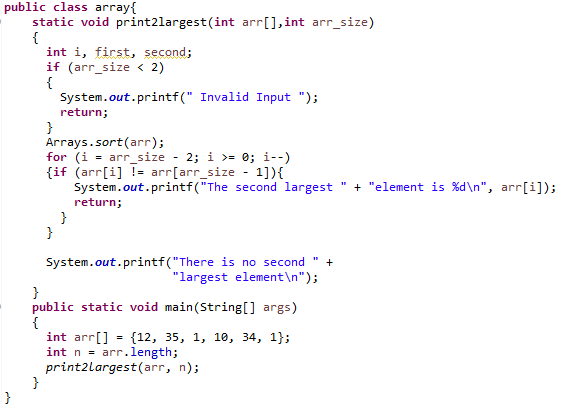 public class array{
    static void print2largest(int arr[],int arr_size)
    {
      int i, first, second;
      if (arr_size < 2)
      {
        System.out.printf(" Invalid Input ");
        return;
      }
      Arrays.sort(arr);
      for (i = arr_size - 2; i >= 0; i--)
      {if (arr[i] != arr[arr_size - 1]){
          System.out.printf("The second largest " + "element is %d\n", arr[i]);
          return;
        }
      }

      System.out.printf("There is no second " +
                        "largest element\n");
    }
    public static void main(String[] args)
    {
      int arr[] = {12, 35, 1, 10, 34, 1};
      int n = arr.length;
      print2largest(arr, n);
    }
}